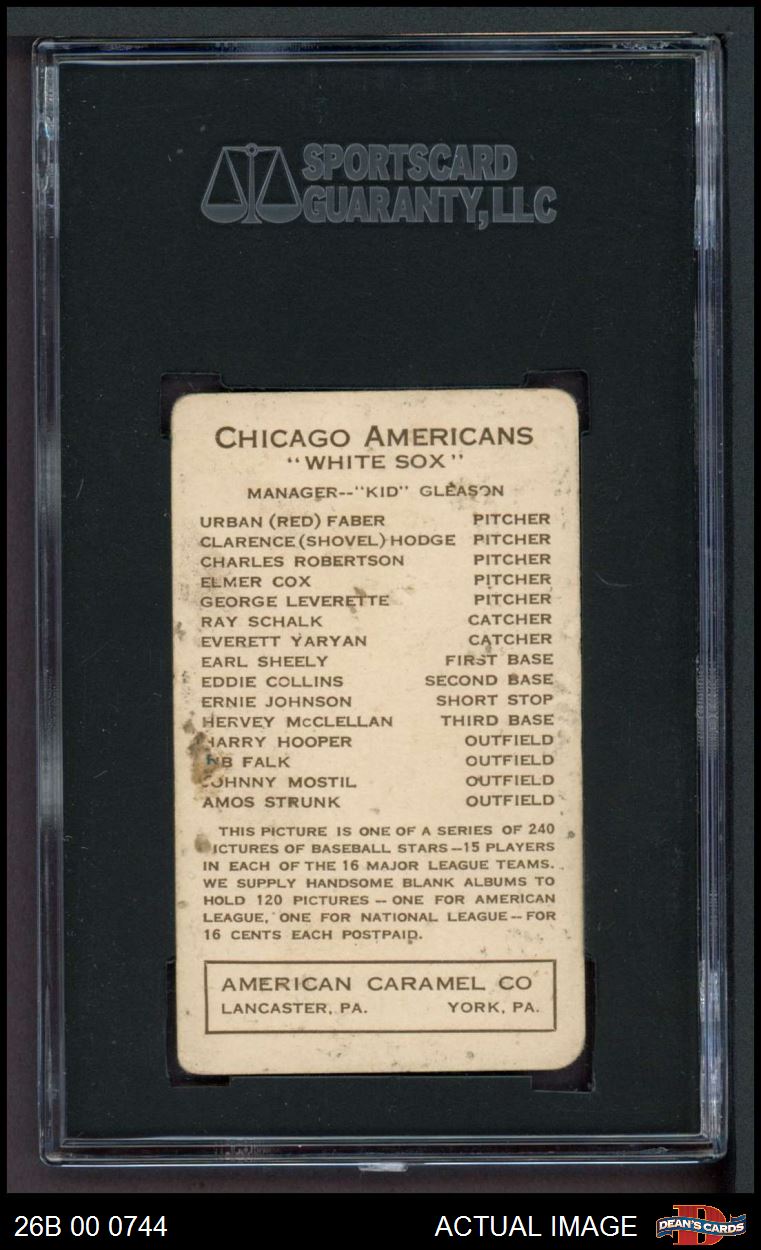 SPORTSCARD
GUARANTY, LLC
CHICAGO AMERICANS
"WHITE SOX"
MANAGER--"KID" GLEASON
URBAN (RED) FABER PITCHER
CLARENCE (SHOVEL) HODGE PITCHER
CHARLES ROBERTSON PITCHER
ELMER COX PITCHER
GEORGE LEVERETTE PITCHER
RAY SCHALK CATCHER
EVERETT YARYAN CATCHER
EARL SHEELY FIRST BASE
EDDIE COLLINS SECOND BASE
ERNIE JOHNSON SHORT STOP
HERVEY McCLELLAN THIRD BASE
HARRY HOOPER OUTFIELD
FALK OUTFIELD
JOHNNY MOSTIL OUTFIELD
AMOS STRUNK OUTFIELD
THIS PICTURE IS ONE OF A SERIES OF 240
PICTURES OF BASEBALL STARS--15 PLAYERS
IN EACH OF THE 16 MAJOR LEAGUE TEAMS.
WE SUPPLY HANDSOME BLANK ALBUMS TO
HOLD 120 PICTURES -- ONE FOR AMERICAN
LEAGUE, ONE FOR NATIONAL LEAGUE -- FOR
16 CENTS EACH POSTPAID.
AMERICAN CARAMEL CO
LANCASTER, PA. YORK, PA.
26B 00 0744 ACTUAL IMAGE DEAN'S CARDS